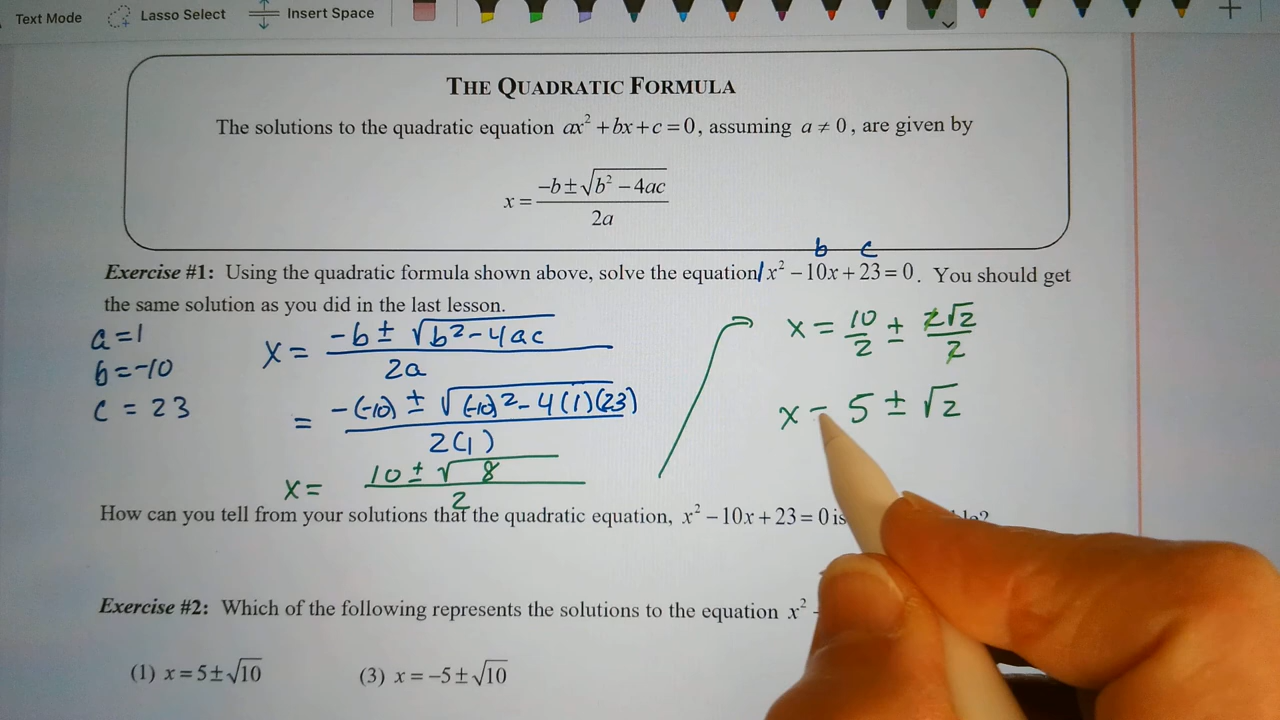 Text Mode Lasso Select Insert Space
THE QUADRATIC FORMULA
The solutions to the quadratic equation ax² + bx + c = 0, assuming a ≠ 0, are given by
x = (−b ± √(b² − 4ac)) / 2a
b c
Exercise #1: Using the quadratic formula shown above, solve the equation 1x² − 10x + 23 = 0. You should get
the same solution as you did in the last lesson.
a = 1
b = -10
c = 23
x = (-b ± √(b² - 4ac)) / 2a
= (-(-10) ± √((-10)² - 4(1)(23))) / 2(1)
x = (10 ± √8) / 2
x = 10/2 ± 2√2/2
x = 5 ± √2
How can you tell from your solutions that the quadratic equation, x² − 10x + 23 = 0 is
Exercise #2: Which of the following represents the solutions to the equation x² −
(1) x = 5 ± √10 (3) x = −5 ± √10